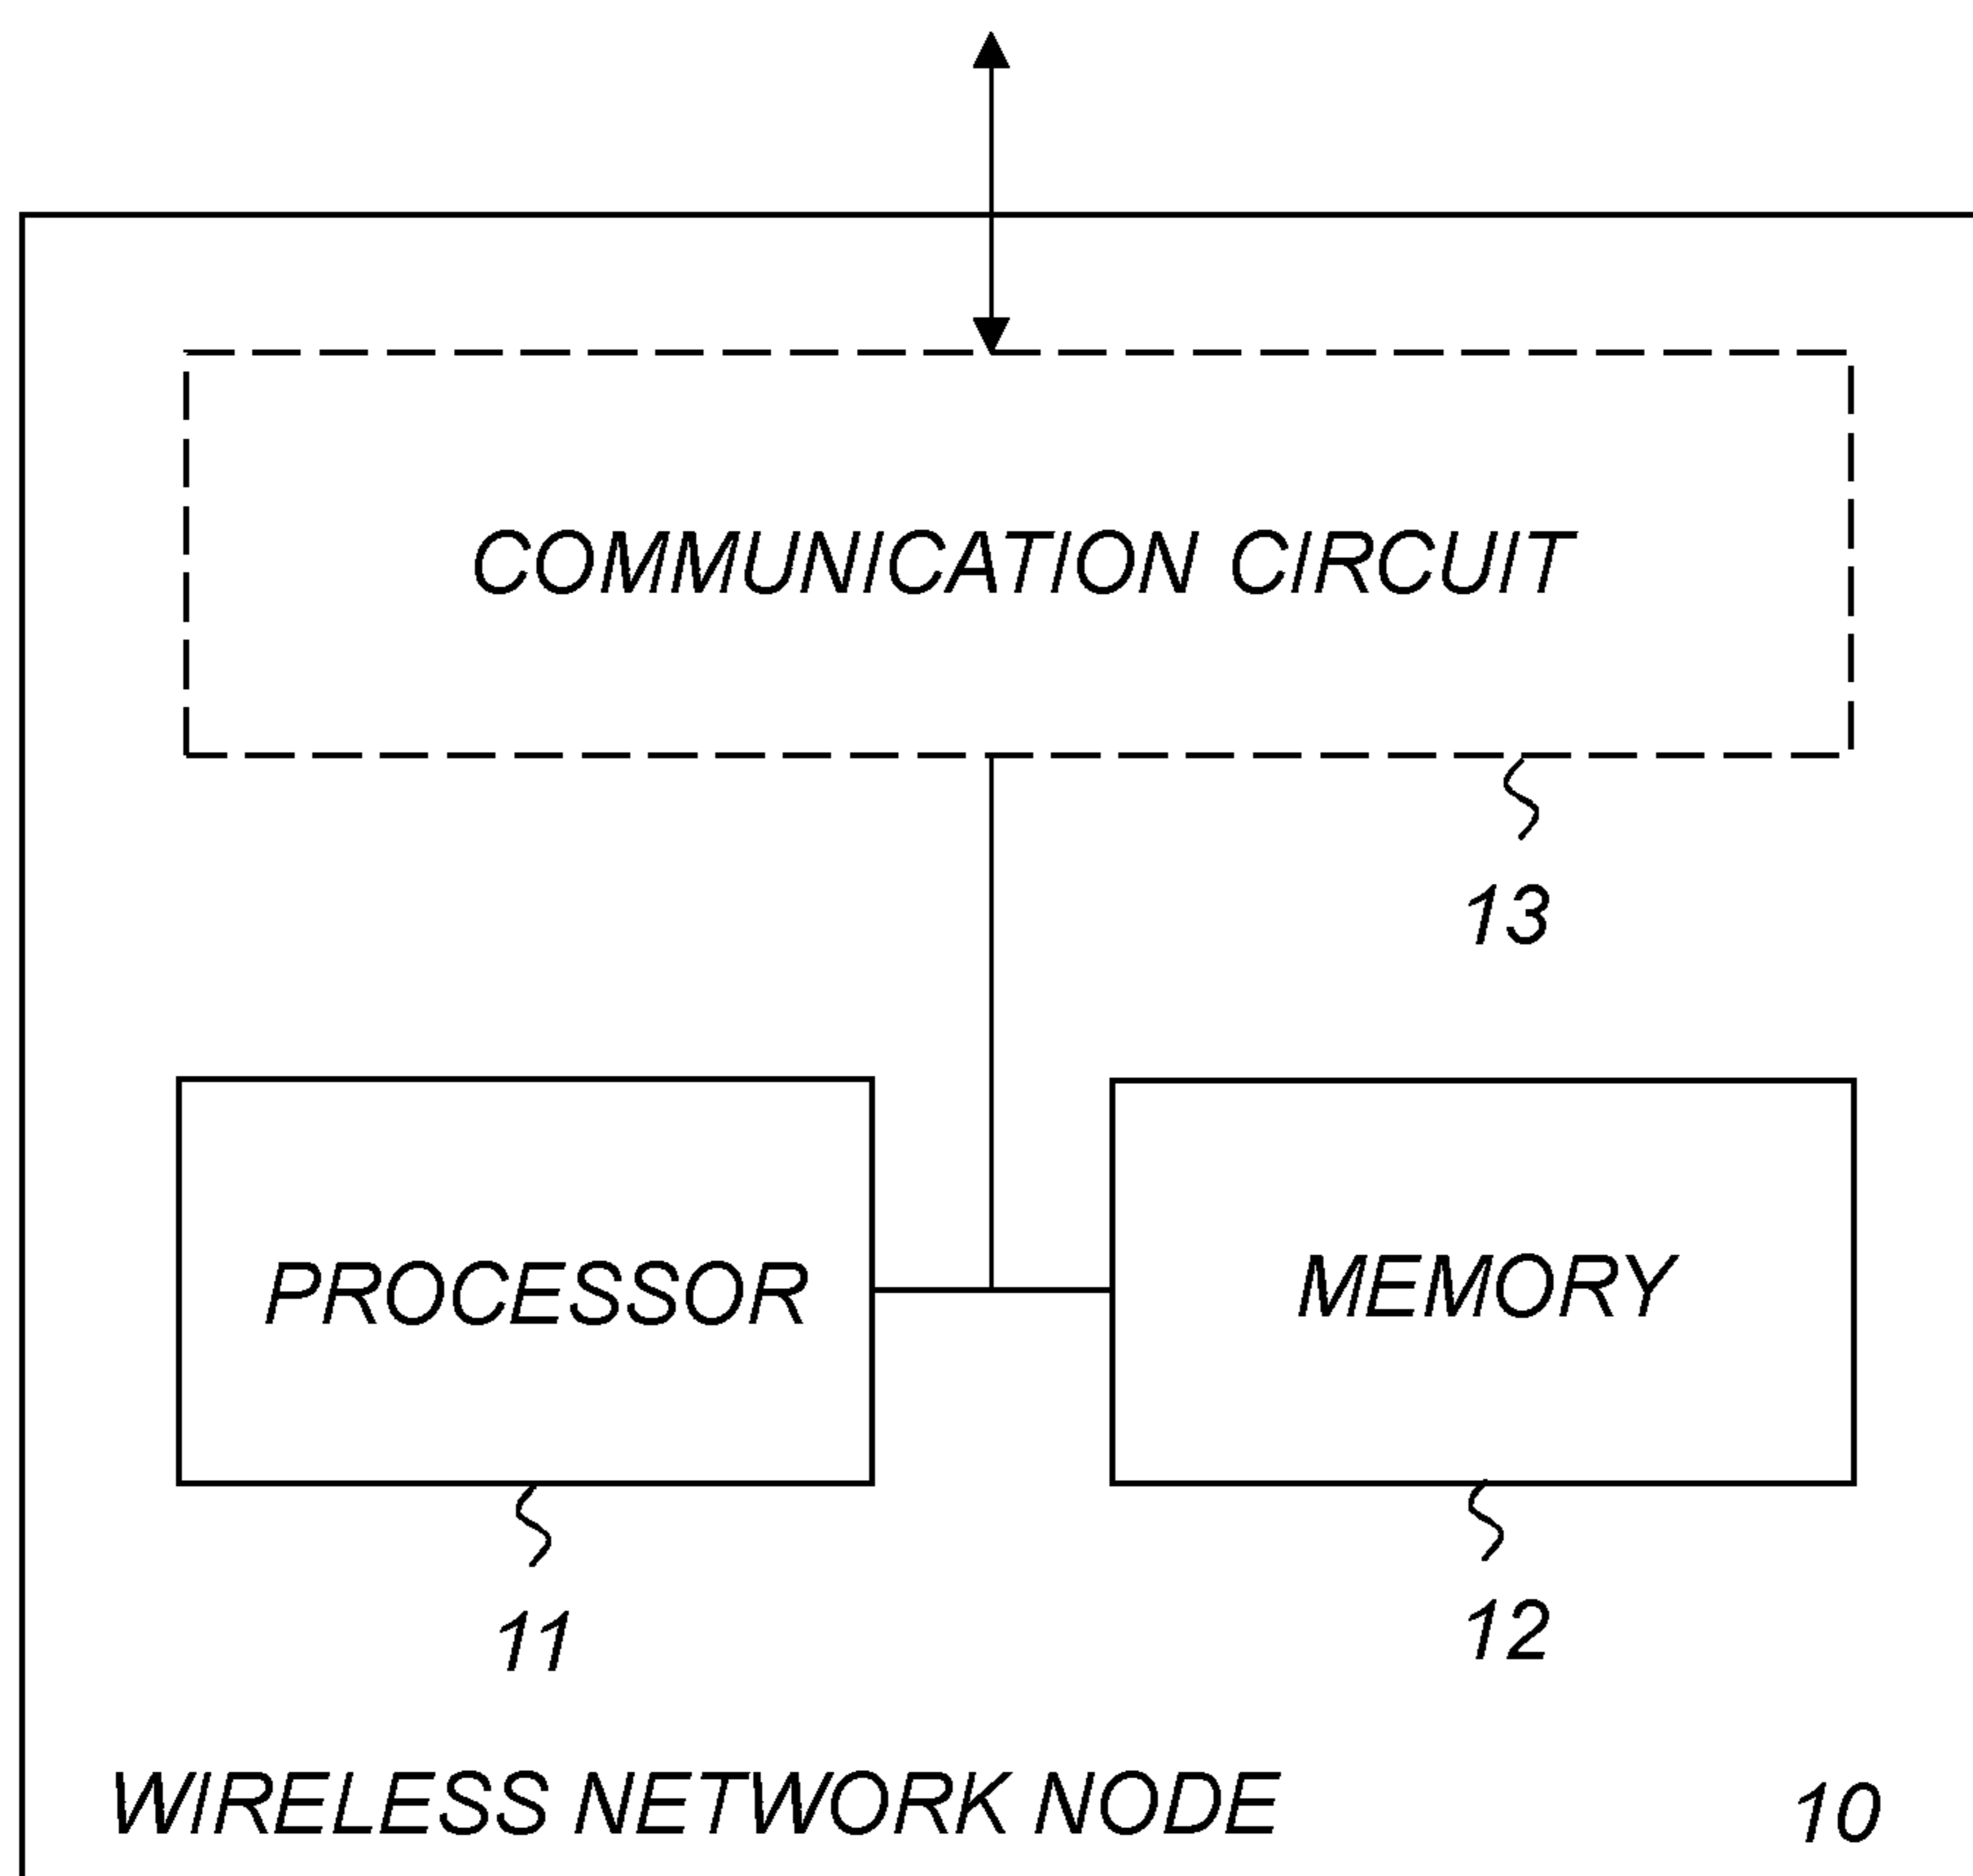 COMMUNICATION CIRCUIT
13
PROCESSOR
MEMORY
11
12
WIRELESS NETWORK NODE
10